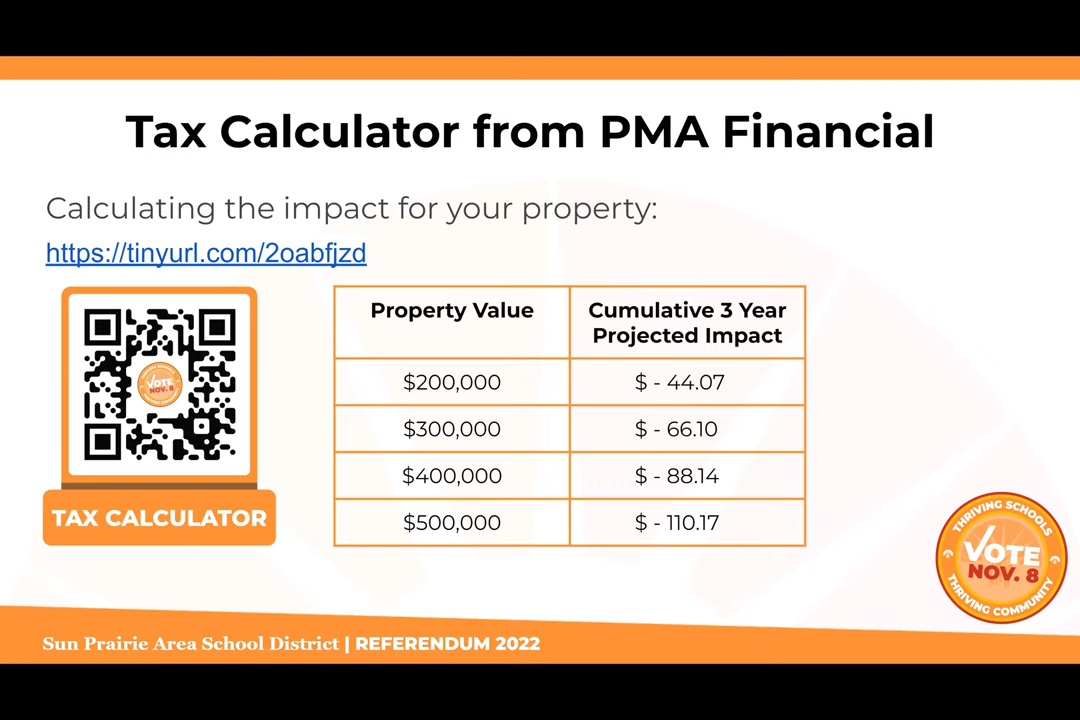 Tax Calculator from PMA Financial
Calculating the impact for your property:
https://tinyurl.com/2oabfjzd
VOTE
NOV. 8
TAX CALCULATOR
Property Value
Cumulative 3 Year
Projected Impact
$200,000 $ - 44.07
$300,000 $ - 66.10
$400,000 $ - 88.14
$500,000 $ - 110.17
THRIVING SCHOOLS
VOTE
NOV. 8
THRIVING COMMUNITY
Sun Prairie Area School District | REFERENDUM 2022